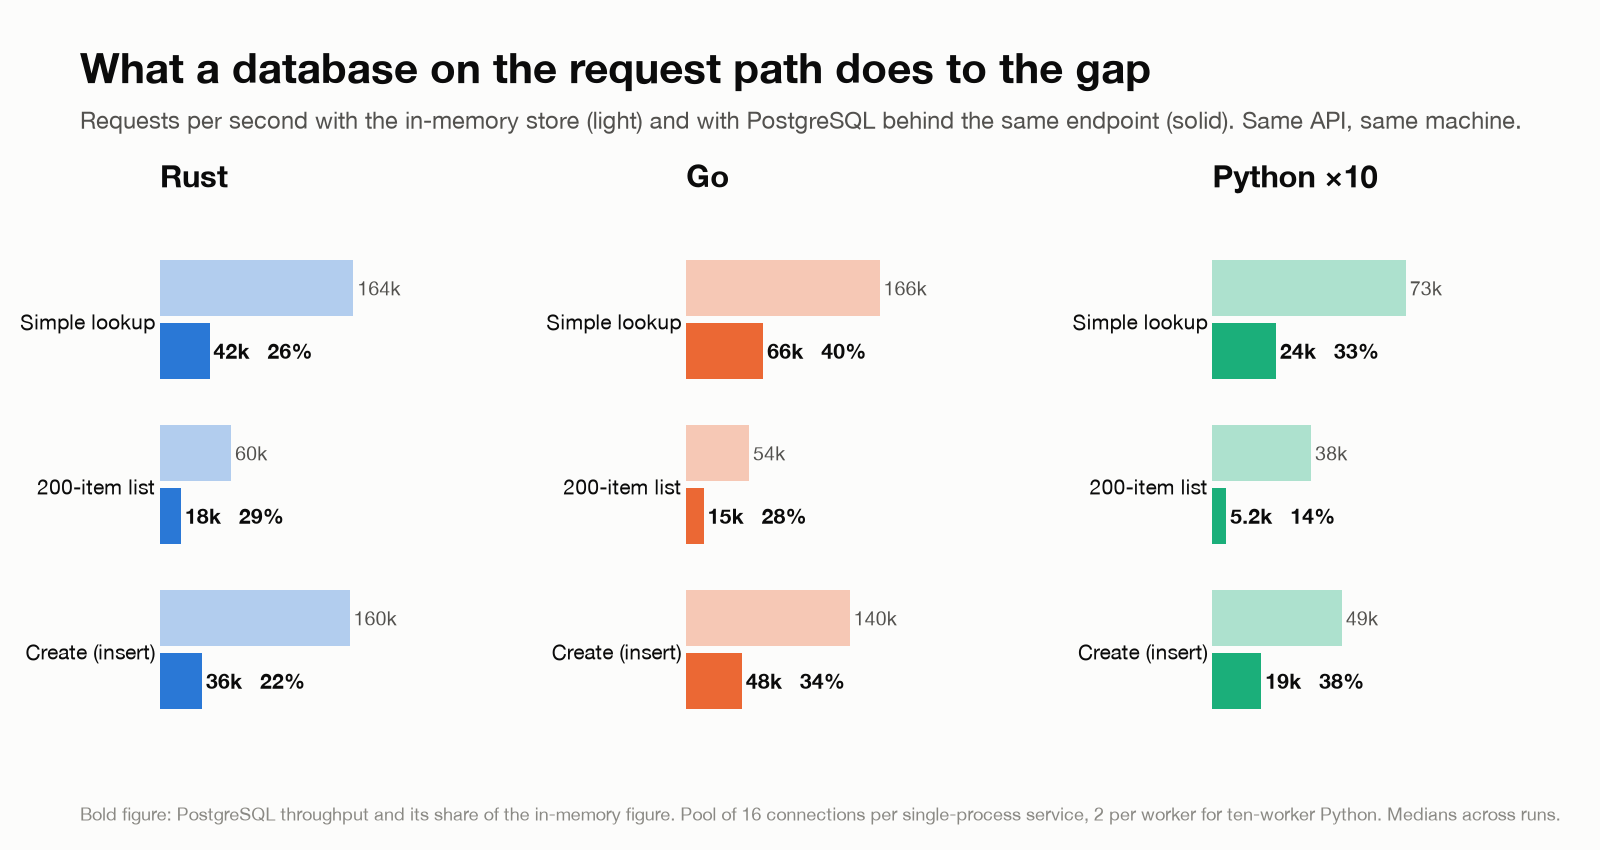 What a database on the request path does to the gap
Requests per second with the in-memory store (light) and with PostgreSQL behind the same endpoint (solid). Same API, same machine.
Rust
Simple lookup
164k
42k 26%
200-item list
60k
18k 29%
Create (insert)
160k
36k 22%
Go
Simple lookup
166k
66k 40%
200-item list
54k
15k 28%
Create (insert)
140k
48k 34%
Python ×10
Simple lookup
73k
24k 33%
200-item list
38k
5.2k 14%
Create (insert)
49k
19k 38%
Bold figure: PostgreSQL throughput and its share of the in-memory figure. Pool of 16 connections per single-process service, 2 per worker for ten-worker Python. Medians across runs.